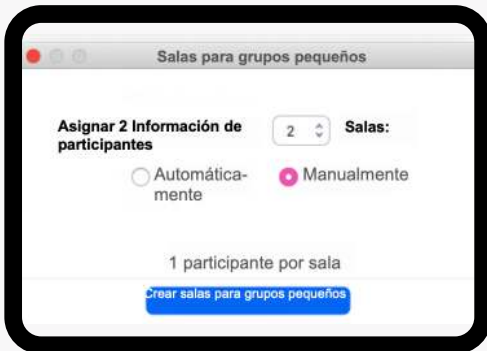 Salas para grupos pequeños
Asignar 2 Información de participantes 2 Salas:
Automática-
mente
Manualmente
1 participante por sala
Crear salas para grupos pequeños